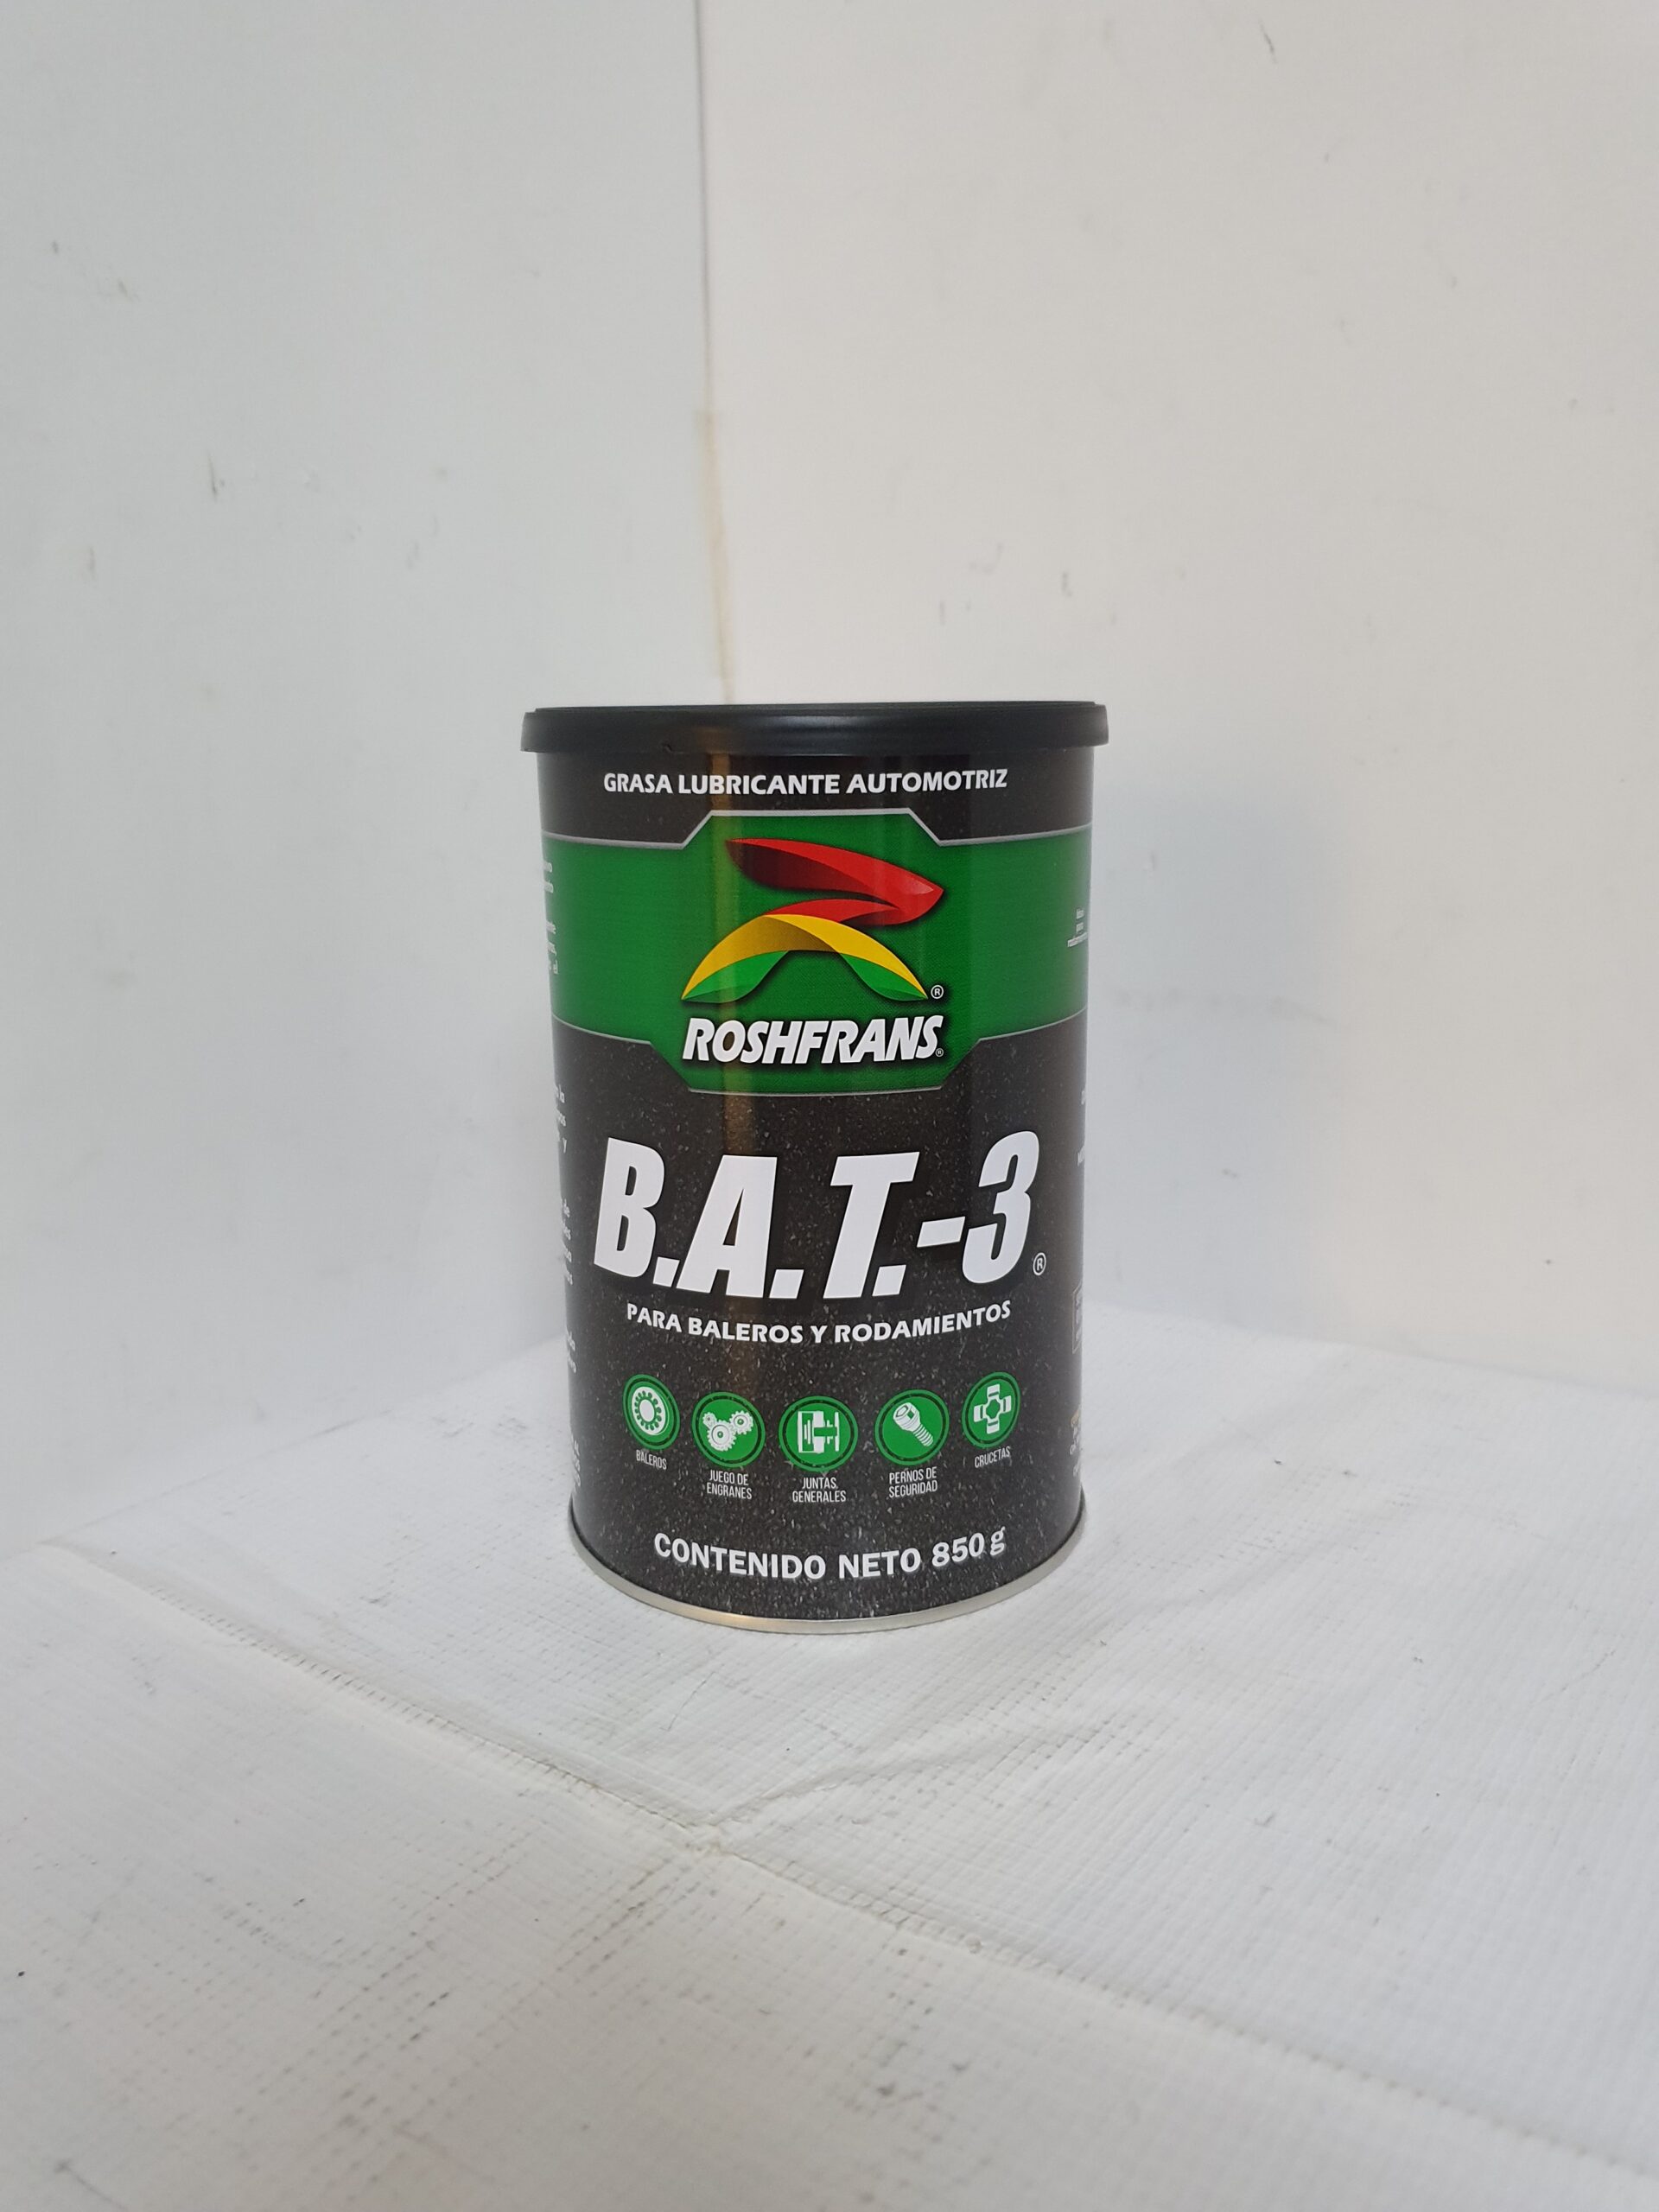 GRASA LUBRICANTE AUTOMOTRIZ
®
ROSHFRANS®
B.A.T.-3®
PARA BALEROS Y RODAMIENTOS
BALEROS
JUEGO DE
ENGRANES
JUNTAS
GENERALES
PERNOS DE
SEGURIDAD
CRUCETAS
CONTENIDO NETO 850 g